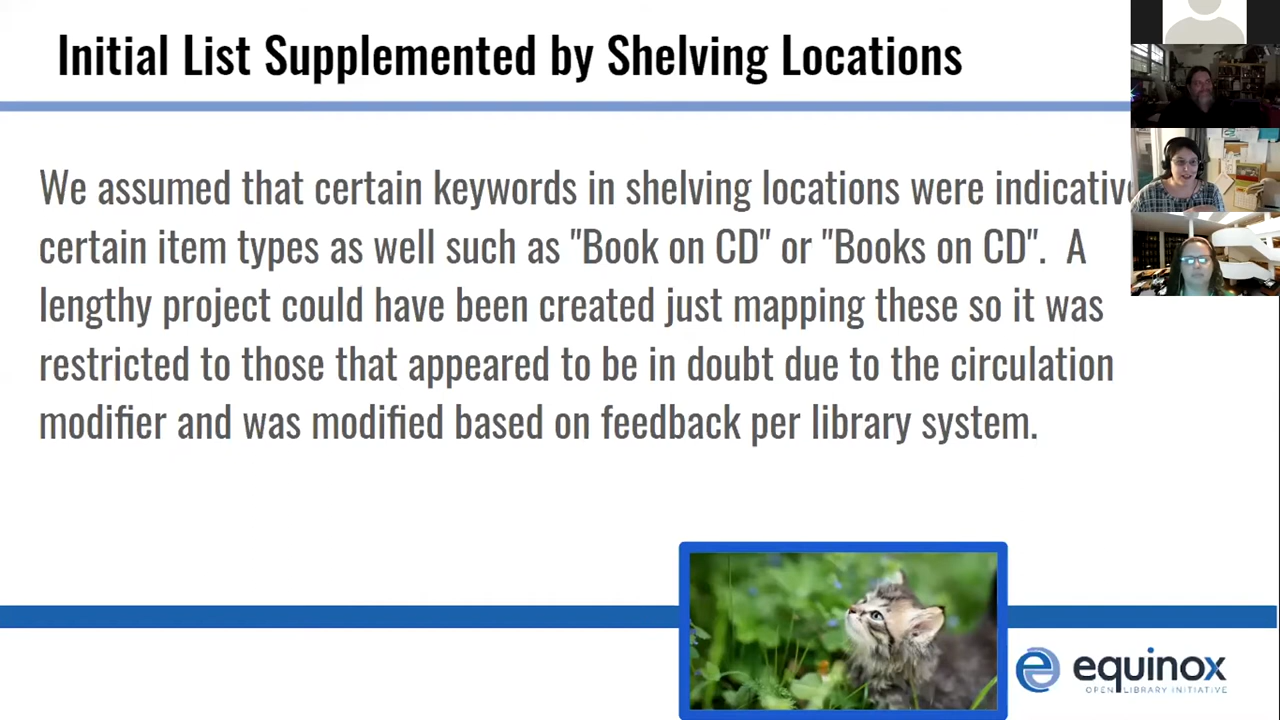 Initial List Supplemented by Shelving Locations
We assumed that certain keywords in shelving locations were
certain item types as well such as "Book on CD" or "Books on CD". A
lengthy project could have been created just mapping these so it was
restricted to those that appeared to be in doubt due to the circulation
modifier and was modified based on feedback per library system.
equinox
OPEN LIBRARY INITIATIVE